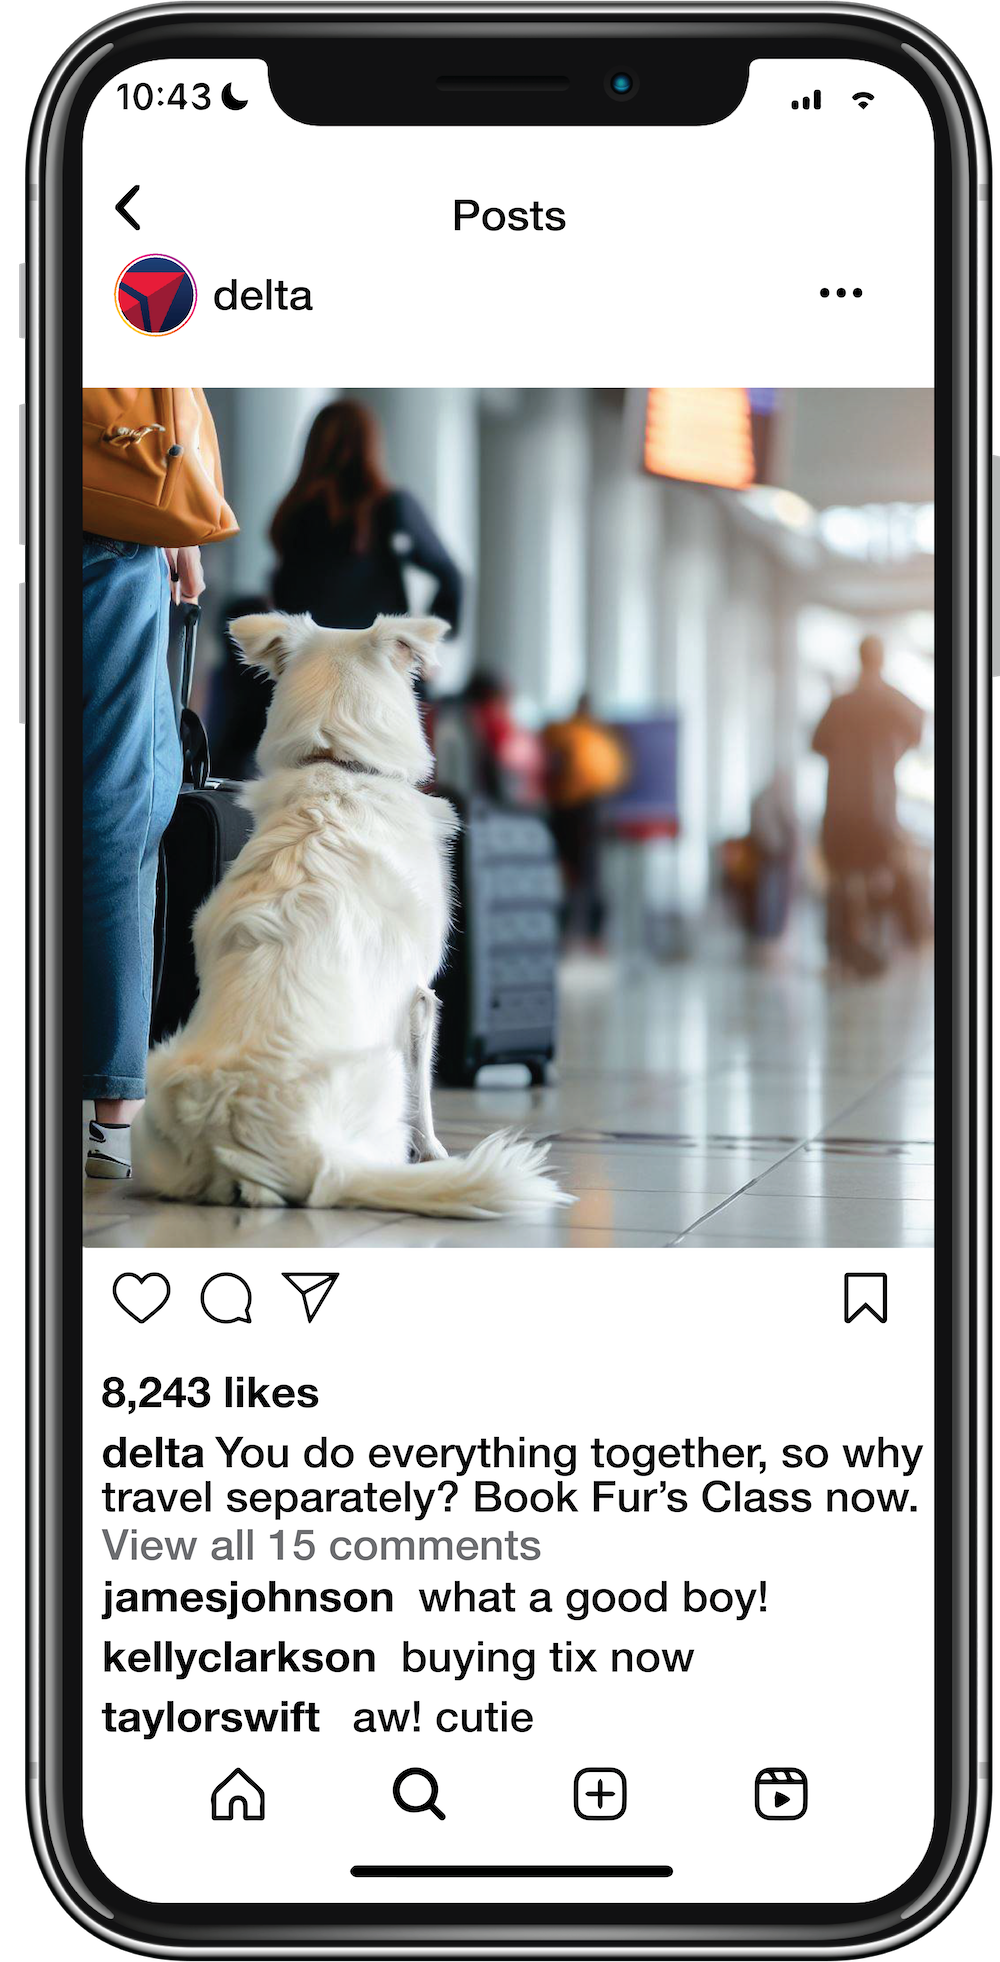 10:43
Posts
delta
8,243 likes
delta You do everything together, so why
travel separately? Book Fur’s Class now.
View all 15 comments
jamesjohnson what a good boy!
kellyclarkson buying tix now
taylorswift aw! cutie